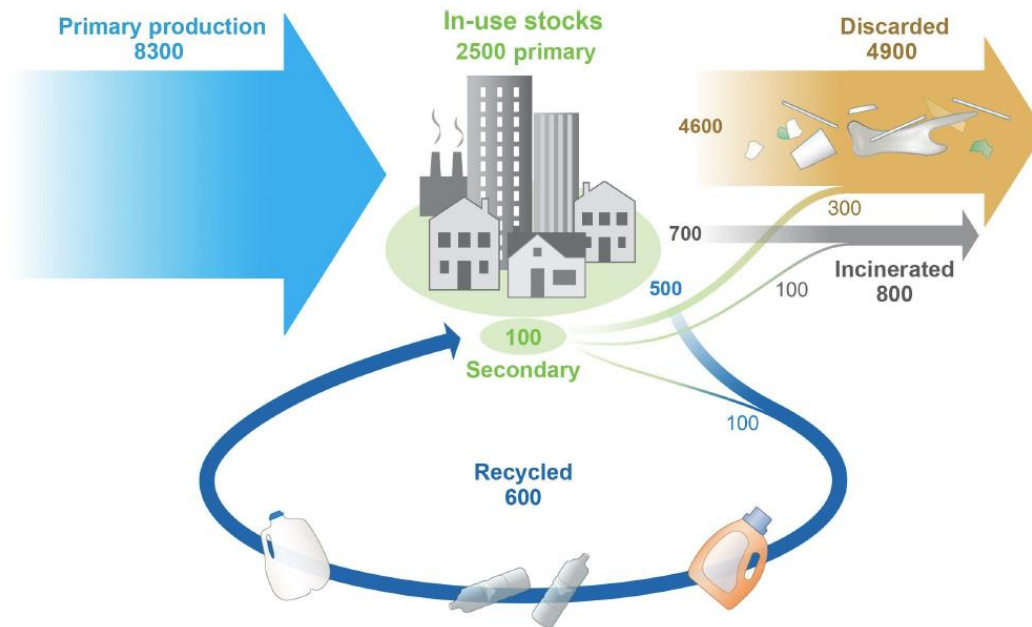 Primary production
8300
In-use stocks
2500 primary
Discarded
4900
4600
300
700
Incinerated
800
100
500
100
Secondary
100
Recycled
600